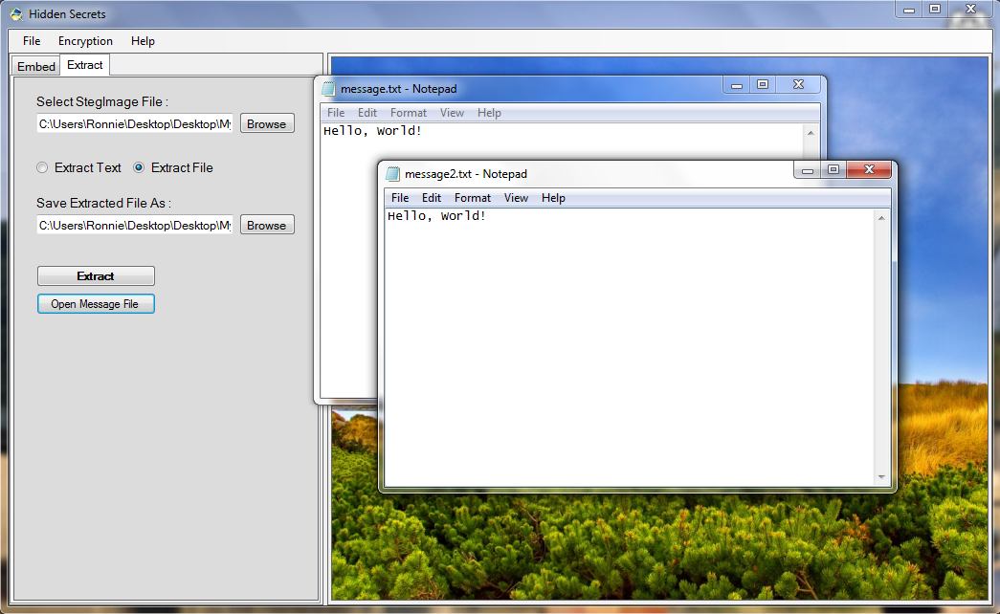 Hidden Secrets
File Encryption Help
Embed Extract
Select StegImage File :
C:\Users\Ronnie\Desktop\Desktop\My Browse
Extract Text Extract File
Save Extracted File As :
C:\Users\Ronnie\Desktop\Desktop\My Browse
Extract
Open Message File
message.txt - Notepad
File Edit Format View Help
Hello, World!
message2.txt - Notepad
File Edit Format View Help
Hello, World!